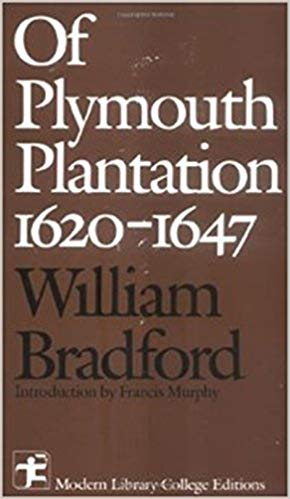 Of
Plymouth
Plantation
1620-1647
William
Bradford
Introduction by Francis Murphy
Modern Library College Editions